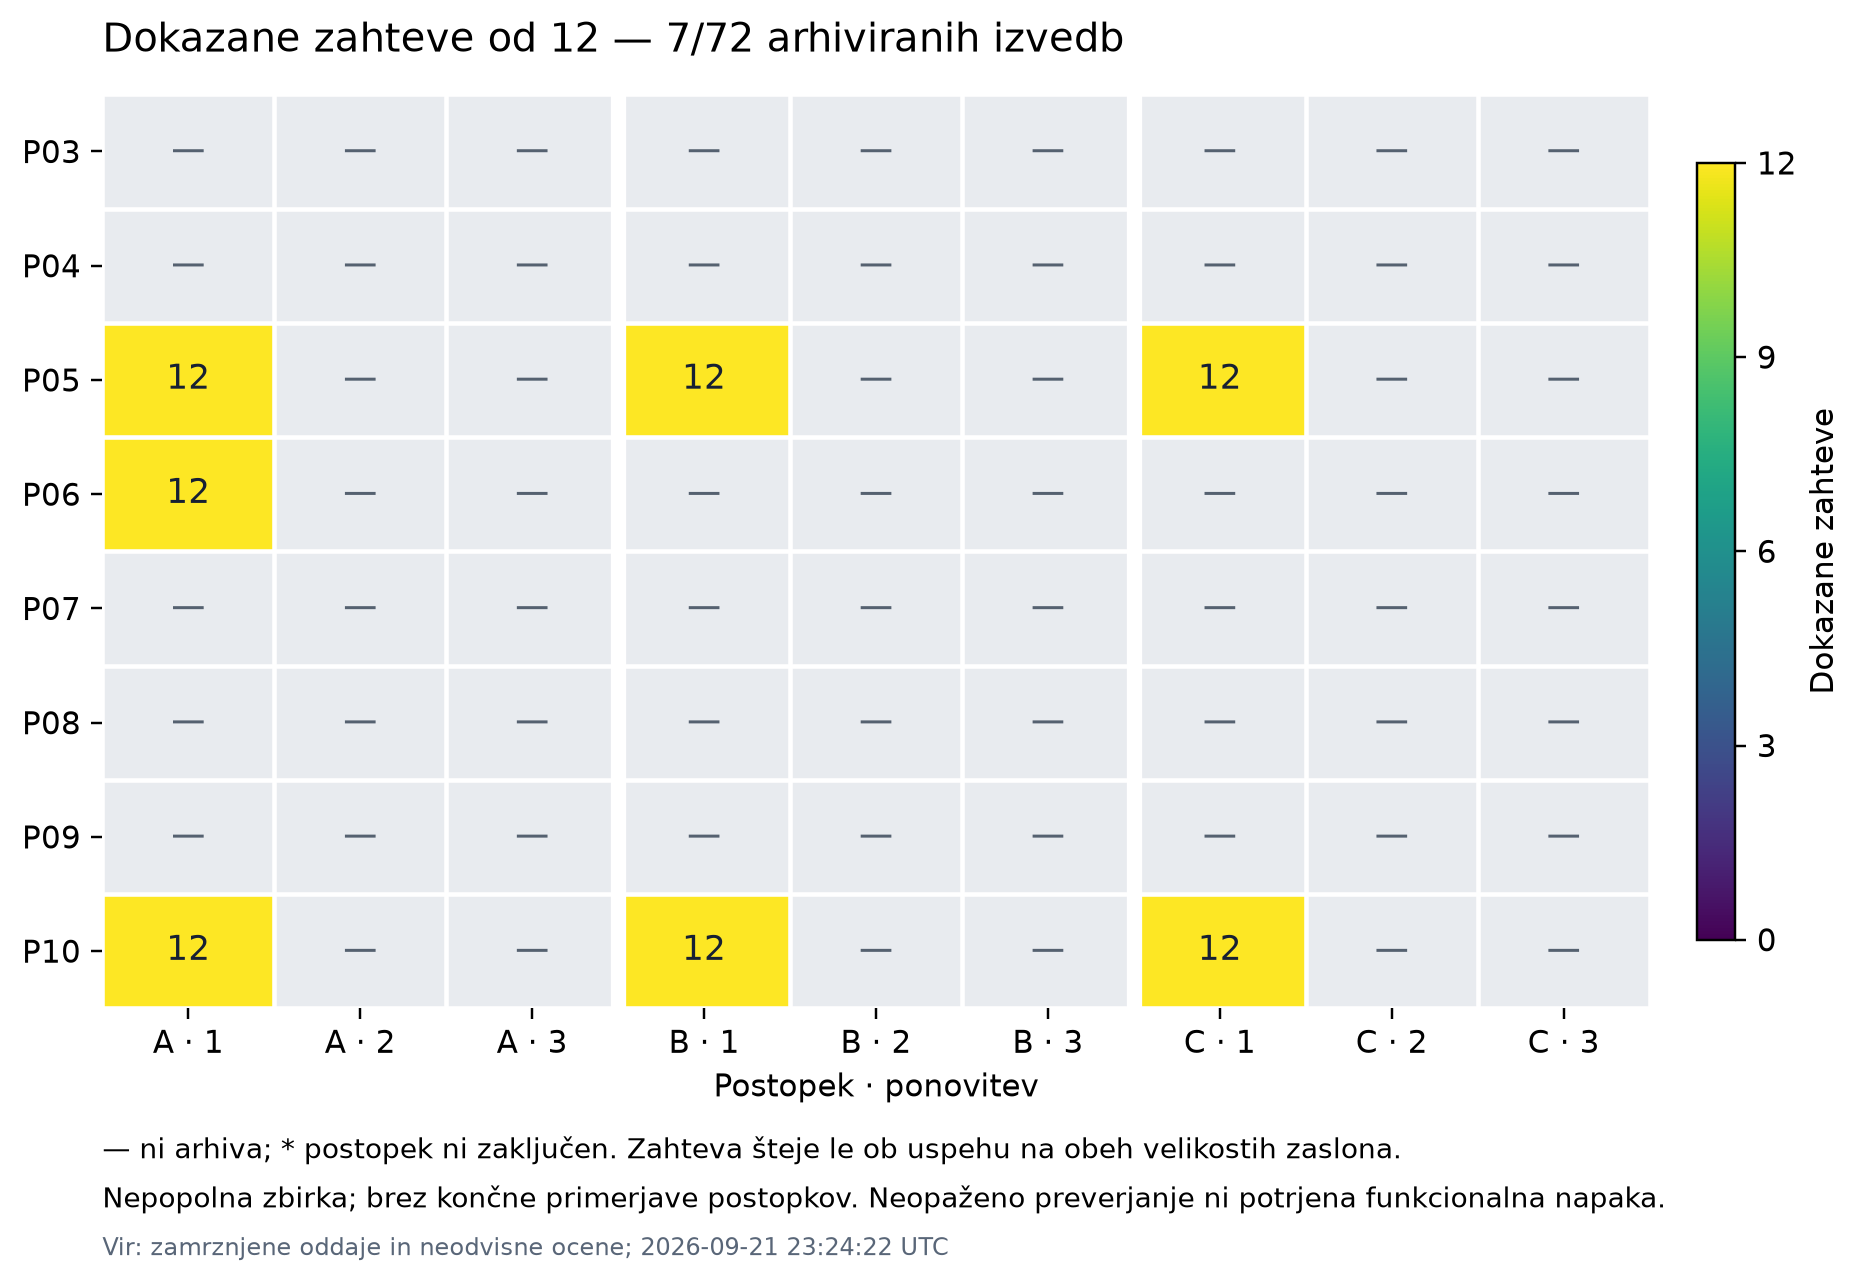 Dokazane zahteve od 12 — 7/72 arhiviranih izvedb
P03 — — — — — — — — —
P04 — — — — — — — — —
P05 12 — — 12 — — 12 — —
P06 12 — — — — — — — —
P07 — — — — — — — — —
P08 — — — — — — — — —
P09 — — — — — — — — —
P10 12 — — 12 — — 12 — —
A · 1 A · 2 A · 3 B · 1 B · 2 B · 3 C · 1 C · 2 C · 3
Postopek · ponovitev
12
9
6
3
0
Dokazane zahteve
— ni arhiva; * postopek ni zaključen. Zahteva šteje le ob uspehu na obeh velikostih zaslona.
Nepopolna zbirka; brez končne primerjave postopkov. Neopaženo preverjanje ni potrjena funkcionalna napaka.
Vir: zamrznjene oddaje in neodvisne ocene; 2026-09-21 23:24:22 UTC